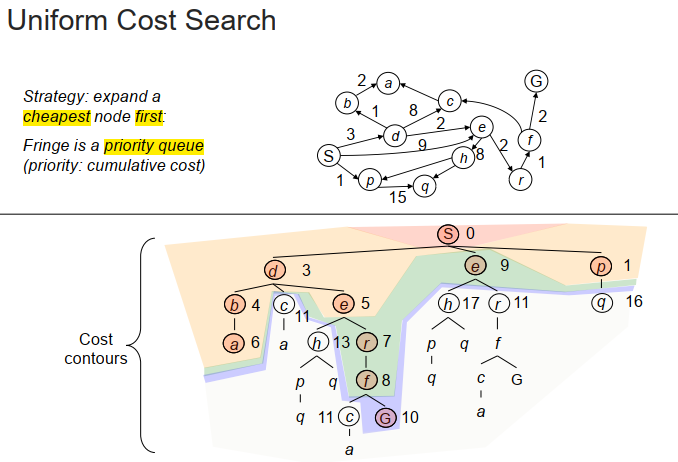 Uniform Cost Search
Strategy: expand a
cheapest node first:
Fringe is a priority queue
(priority: cumulative cost)
2 a G
b c
1 8 2
3 d 2 e f
S 9 2
h 8 1
1 p r
15 q
S 0
d 3 e 9 p 1
b 4 c 11 e 5 h 17 r 11 q 16
a 6 a h 13 r 7 p q f
Cost
contours
p q f 8 q c G
q 11 c G 10 a
a